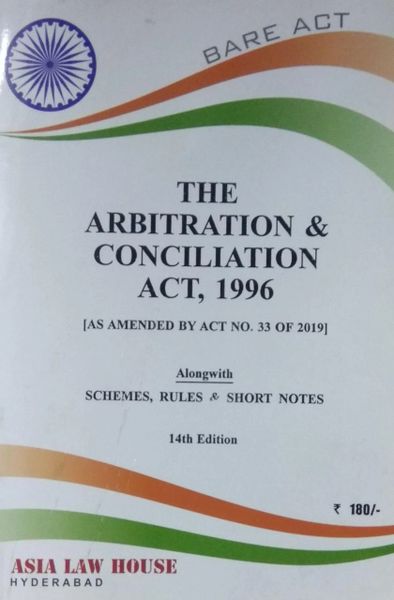 BARE ACT
THE
ARBITRATION &
CONCILIATION
ACT, 1996
[AS AMENDED BY ACT NO. 33 OF 2019]
Alongwith
SCHEMES, RULES & SHORT NOTES
14th Edition
₹ 180/-
ASIA LAW HOUSE
HYDERABAD